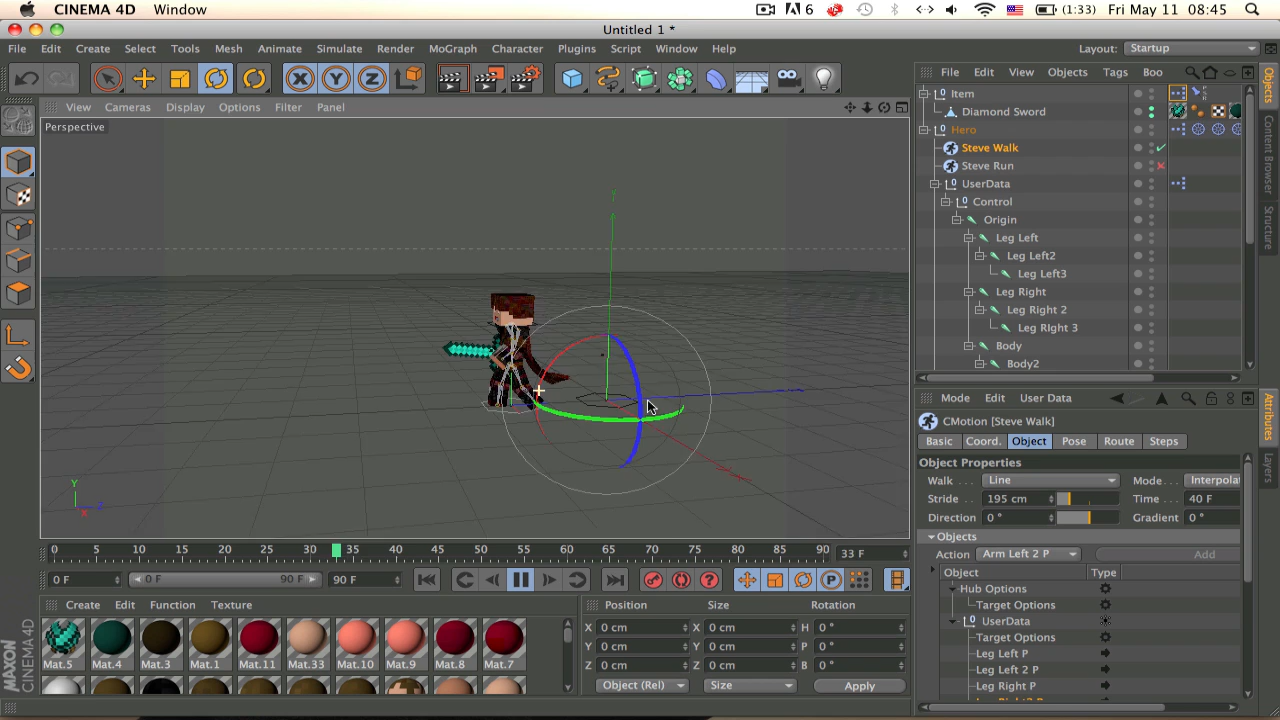 CINEMA 4D Window 6 (1:33) Fri May 11 08:45
Untitled 1 *
File Edit Create Select Tools Mesh Animate Simulate Render MoGraph Character Plugins Script Window Help Layout: Startup
X Y Z
File Edit View Objects Tags Boo
View Cameras Display Options Filter Panel
Perspective
Item
Diamond Sword
Hero
Steve Walk
Steve Run
UserData
Control
Origin
Leg Left
Leg Left2
Leg Left3
Leg Right
Leg Right 2
Leg RIght 3
Body
Body2
Objects
Content Browser
Structure
Y
Z
X
Mode Edit User Data
CMotion [Steve Walk]
Basic Coord. Object Pose Route Steps
Object Properties
Walk . . . Line Mode . . Interpola
Stride . . 195 cm Time . . 40 F
Direction 0 ° Gradient 0 °
Objects
Action Arm Left 2 P Add
Object Type
Hub Options
Target Options
UserData
Target Options
Leg Left P
Leg Left 2 P
Leg Right P
Attributes
Layers
0 5 10 15 20 25 30 35 40 45 50 55 60 65 70 75 80 85 90 33 F
0 F 0 F 90 F 90 F
P
Create Edit Function Texture
Mat.5 Mat.4 Mat.3 Mat.1 Mat.11 Mat.33 Mat.10 Mat.9 Mat.8 Mat.7
Position Size Rotation
X 0 cm X 0 cm H 0 °
Y 0 cm Y 0 cm P 0 °
Z 0 cm Z 0 cm B 0 °
Object (Rel) Size Apply
MAXON CINEMA 4D